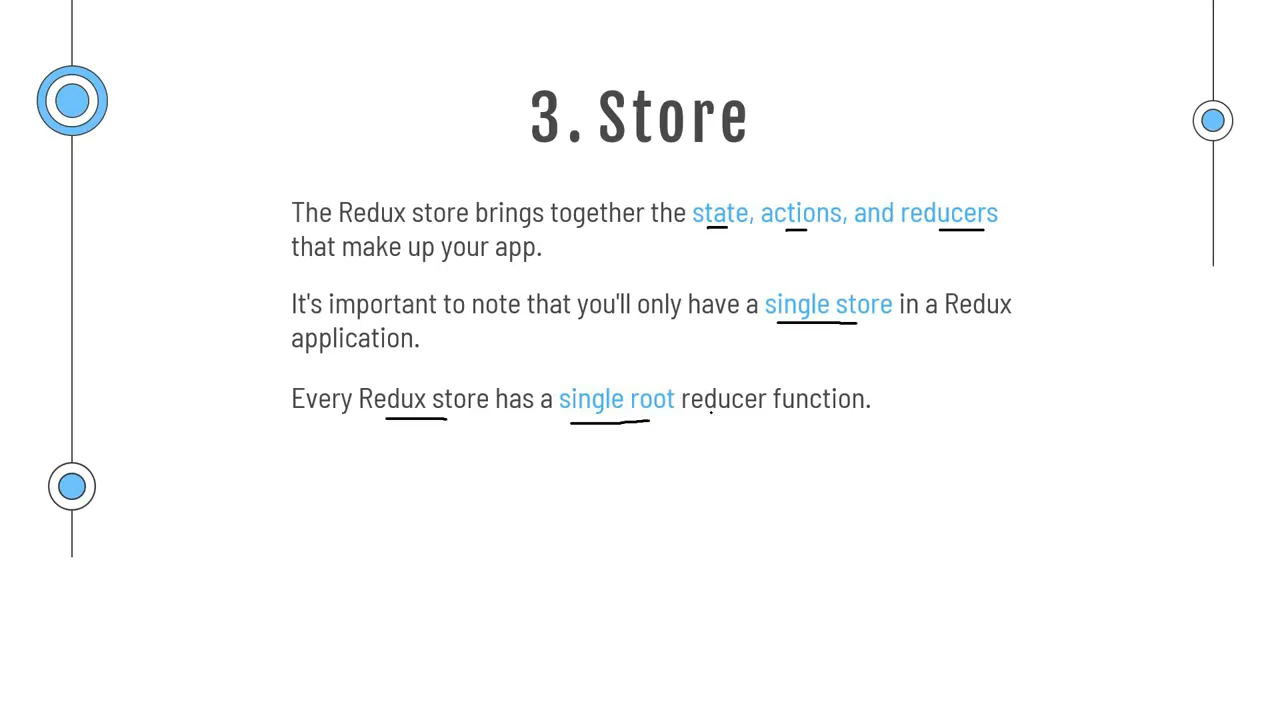 3. Store
The Redux store brings together the state, actions, and reducers
that make up your app.
It's important to note that you'll only have a single store in a Redux
application.
Every Redux store has a single root reducer function.